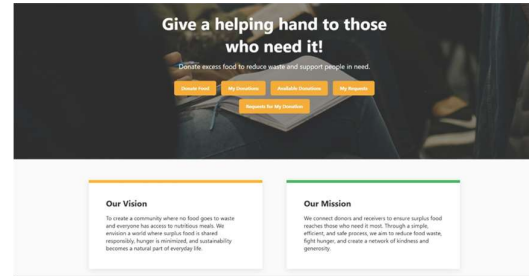 Give a helping hand to those
who need it!
Donate excess food to reduce waste and support people in need.
Donate Food
My Donations
Available Donations
My Requests
Requests for My Donation
Our Vision
To create a community where no food goes to waste
and everyone has access to nutritious meals. We
envision a world where surplus food is shared
responsibly, hunger is minimized, and sustainability
becomes a natural part of everyday life.
Our Mission
We connect donors and receivers to ensure surplus food
reaches those who need it most. Through a simple,
efficient, and safe process, we aim to reduce food waste,
fight hunger, and create a network of kindness and
generosity.